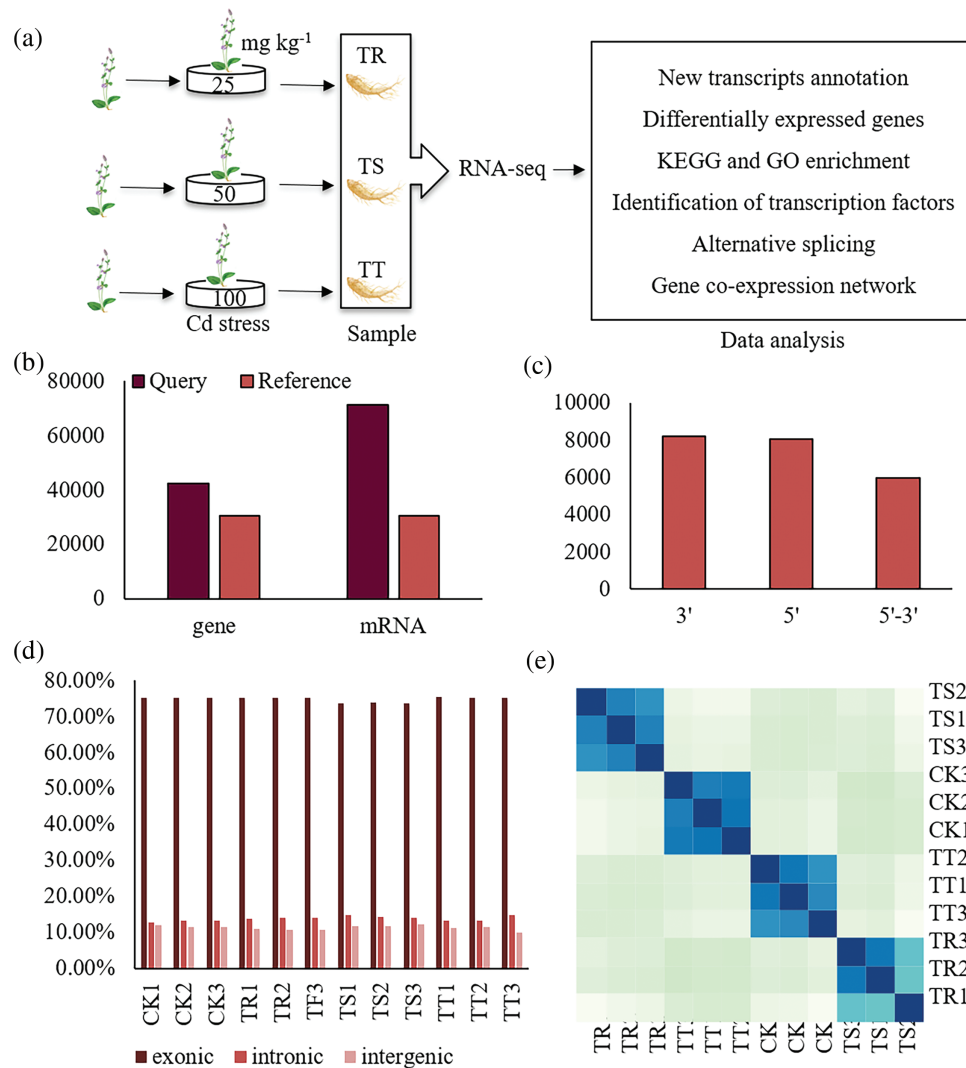 (a)
mg kg-1
25
TR
50
TS
100
TT
Cd stress
Sample
RNA-seq
New transcripts annotation
Differentially expressed genes
KEGG and GO enrichment
Identification of transcription factors
Alternative splicing
Gene co-expression network
Data analysis
(b)
Query
Reference
80000
60000
40000
20000
0
gene
mRNA
(c)
10000
8000
6000
4000
2000
0
3'
5'
5'-3'
(d)
80.00%
70.00%
60.00%
50.00%
40.00%
30.00%
20.00%
10.00%
0.00%
CK1
CK2
CK3
TR1
TR2
TF3
TS1
TS2
TS3
TT1
TT2
TT3
exonic
intronic
intergenic
(e)
TS2
TS1
TS3
CK3
CK2
CK1
TT2
TT1
TT3
TR3
TR2
TR1
TR
TR
TR
TT
TT
TT
CK
CK
CK
TS
TS
TS2